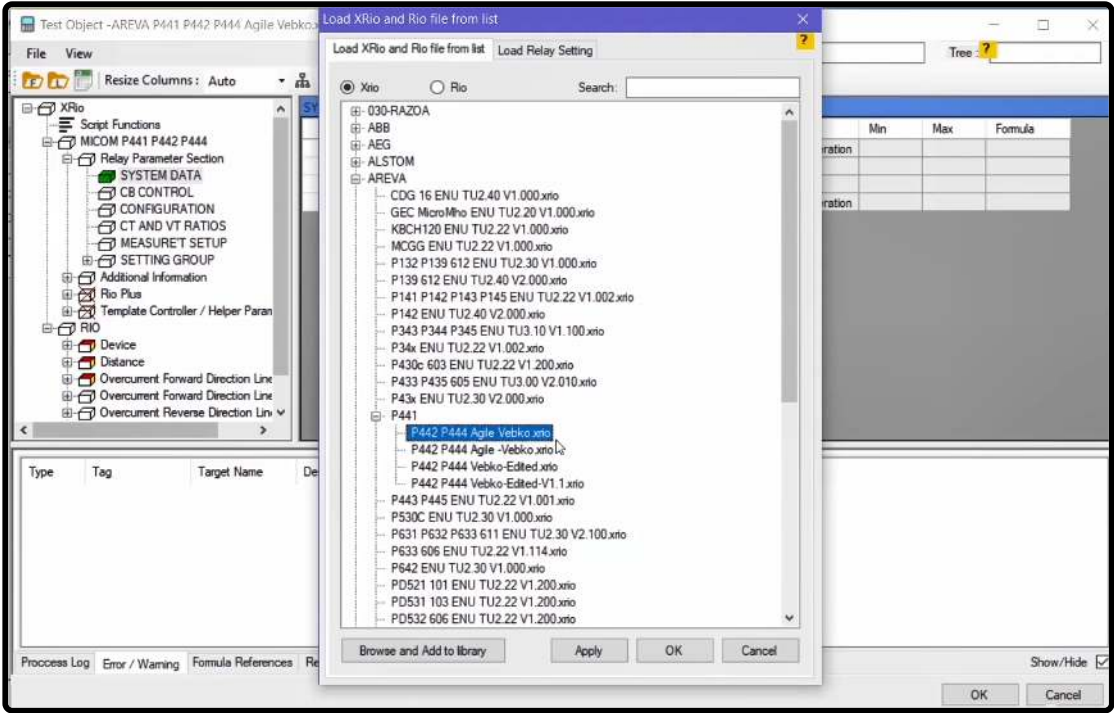 Test Object -AREVA P441 P442 P444 Agile Vebko.x
File View
Resize Columns: Auto
Tree :
?
XRio
Script Functions
MICOM P441 P442 P444
Relay Parameter Section
SYSTEM DATA
CB CONTROL
CONFIGURATION
CT AND VT RATIOS
MEASURE'T SETUP
SETTING GROUP
Additional Information
Rio Plus
Template Controller / Helper Paran
RIO
Device
Distance
Overcurrent Forward Direction Line
Overcurrent Forward Direction Line
Overcurrent Reverse Direction Line
SY
Min Max Formula
eration
eration
Type Tag Target Name De
Proccess Log Error / Warning Formula References Re
Show/Hide
OK Cancel
Load XRio and Rio file from list
?
Load XRio and Rio file from list Load Relay Setting
Xrio Rio Search:
030-RAZOA
ABB
AEG
ALSTOM
AREVA
CDG 16 ENU TU2.40 V1.000.xrio
GEC MicroMho ENU TU2.20 V1.000.xrio
KBCH120 ENU TU2.22 V1.000.xrio
MCGG ENU TU2.22 V1.000.xrio
P132 P139 612 ENU TU2.30 V1.000.xrio
P139 612 ENU TU2.40 V2.000.xrio
P141 P142 P143 P145 ENU TU2.22 V1.002.xrio
P142 ENU TU2.40 V2.000.xrio
P343 P344 P345 ENU TU3.10 V1.100.xrio
P34x ENU TU2.22 V1.002.xrio
P430c 603 ENU TU2.22 V1.200.xrio
P433 P435 605 ENU TU3.00 V2.010.xrio
P43x ENU TU2.30 V2.000.xrio
P441
P442 P444 Agile Vebko.xrio
P442 P444 Agile -Vebko.xrio
P442 P444 Vebko-Edited.xrio
P442 P444 Vebko-Edited-V1.1.xrio
P443 P445 ENU TU2.22 V1.001.xrio
P530C ENU TU2.30 V1.000.xrio
P631 P632 P633 611 ENU TU2.30 V2.100.xrio
P633 606 ENU TU2.22 V1.114.xrio
P642 ENU TU2.30 V1.000.xrio
PD521 101 ENU TU2.22 V1.200.xrio
PD531 103 ENU TU2.22 V1.200.xrio
PD532 606 ENU TU2.22 V1.200.xrio
Browse and Add to library Apply OK Cancel